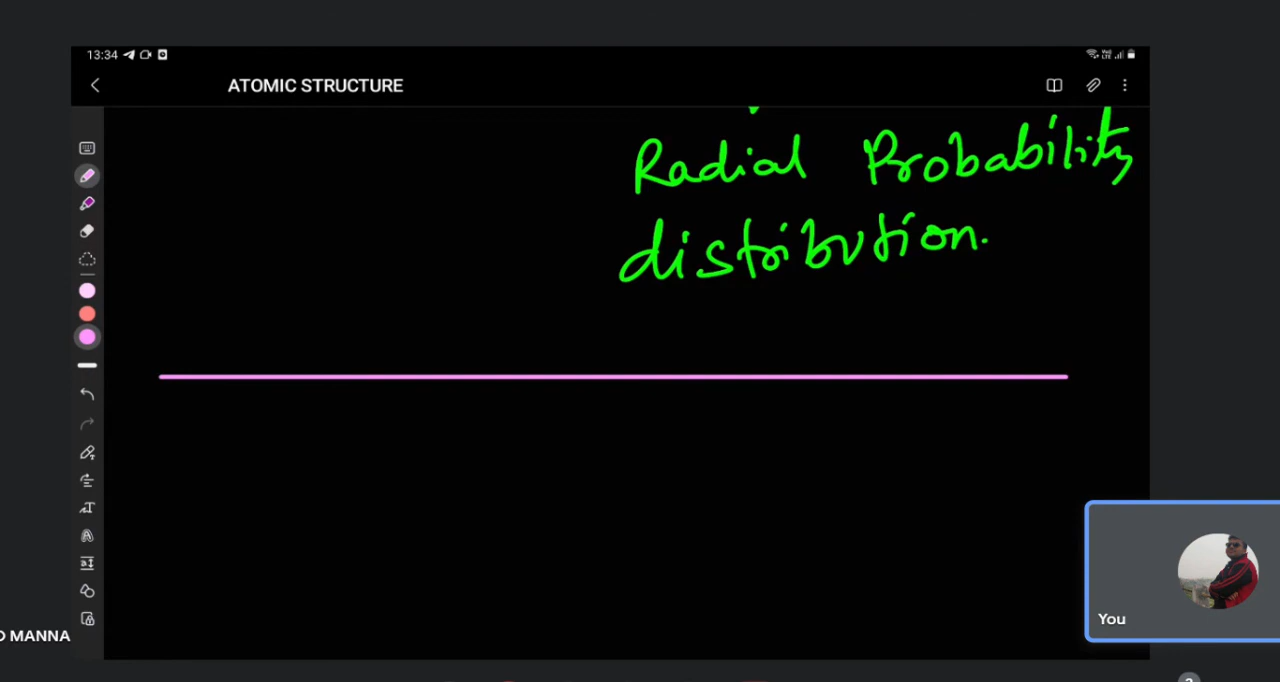 13:34
ATOMIC STRUCTURE
Radial Probability
distribution.
You
MANNA